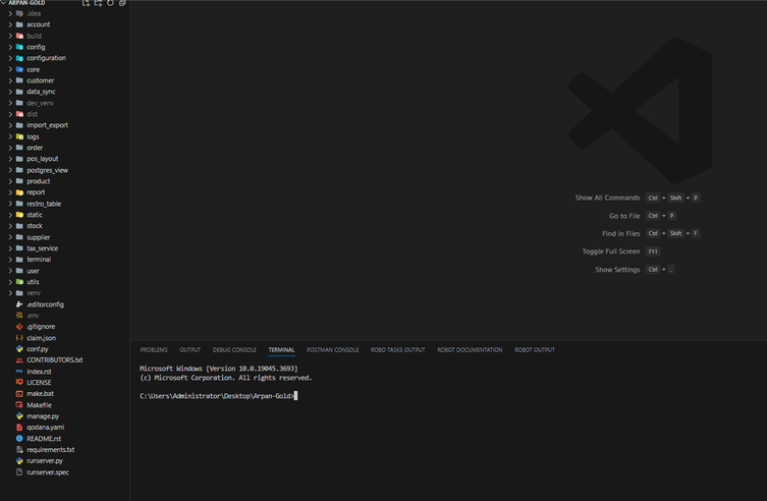 ARPAN-GOLD
.idea
account
build
config
configuration
core
customer
data_sync
dev_venv
dist
import_export
logs
order
pos_layout
postgres_view
product
report
restro_table
static
stock
supplier
tax_service
terminal
user
utils
venv
.editorconfig
.env
.gitignore
claim.json
conf.py
CONTRIBUTORS.txt
index.rst
LICENSE
make.bat
Makefile
manage.py
qodana.yaml
README.rst
requirements.txt
runserver.py
runserver.spec
Show All Commands Ctrl + Shift + P
Go to File Ctrl + P
Find in Files Ctrl + Shift + F
Toggle Full Screen F11
Show Settings Ctrl + ,
PROBLEMS OUTPUT DEBUG CONSOLE TERMINAL POSTMAN CONSOLE ROBO TASKS OUTPUT ROBOT DOCUMENTATION ROBOT OUTPUT
Microsoft Windows [Version 10.0.19045.3693]
(c) Microsoft Corporation. All rights reserved.
C:\Users\Administrator\Desktop\Arpan-Gold>